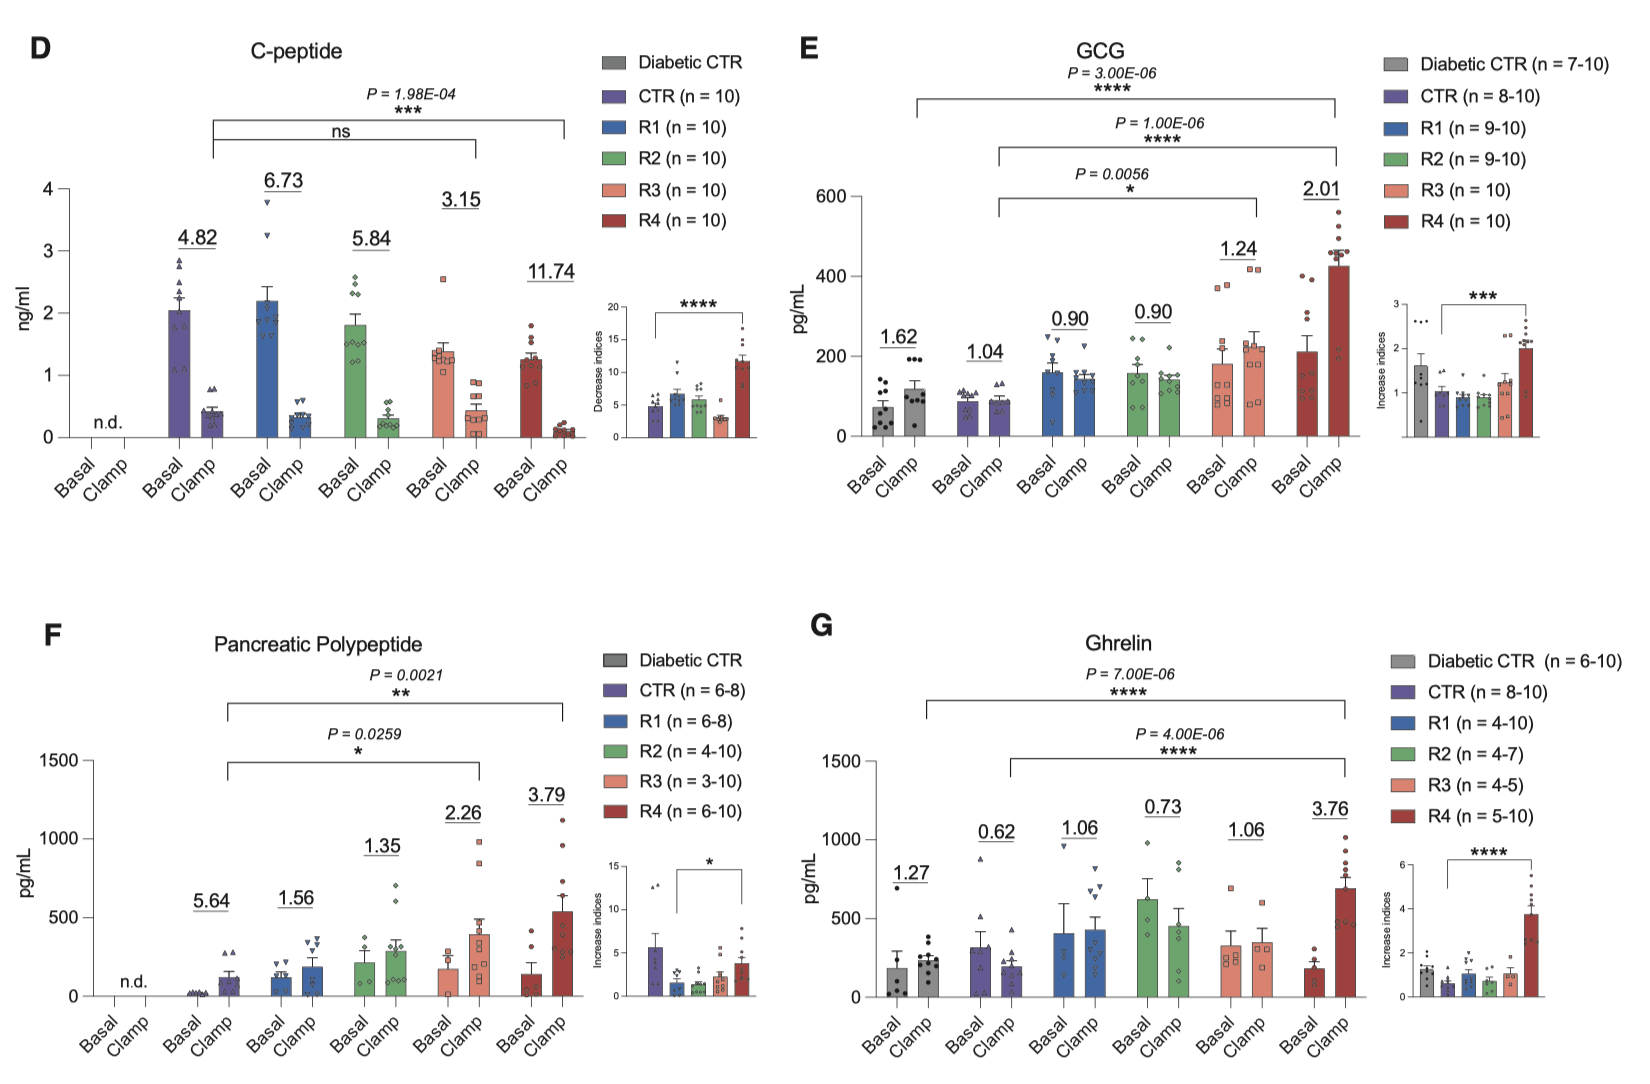 D
C-peptide
P = 1.98E-04
***
ns
6.73
3.15
4.82
5.84
11.74
4
3
2
1
0
ng/ml
n.d.
Basal
Clamp
Basal
Clamp
Basal
Clamp
Basal
Clamp
Basal
Clamp
Basal
Clamp
Diabetic CTR
CTR (n = 10)
R1 (n = 10)
R2 (n = 10)
R3 (n = 10)
R4 (n = 10)
****
20
15
10
5
0
Decrease indices
E
GCG
P = 3.00E-06
****
P = 1.00E-06
****
P = 0.0056
*
2.01
1.24
0.90
0.90
1.62
1.04
600
400
200
0
pg/mL
Basal
Clamp
Basal
Clamp
Basal
Clamp
Basal
Clamp
Basal
Clamp
Basal
Clamp
Diabetic CTR (n = 7-10)
CTR (n = 8-10)
R1 (n = 9-10)
R2 (n = 9-10)
R3 (n = 10)
R4 (n = 10)
***
3
2
1
Increase indices
F
Pancreatic Polypeptide
P = 0.0021
**
P = 0.0259
*
3.79
2.26
1.35
5.64
1.56
1500
1000
500
0
pg/mL
n.d.
Basal
Clamp
Basal
Clamp
Basal
Clamp
Basal
Clamp
Basal
Clamp
Basal
Clamp
Diabetic CTR
CTR (n = 6-8)
R1 (n = 6-8)
R2 (n = 4-10)
R3 (n = 3-10)
R4 (n = 6-10)
*
15
10
5
0
Increase indices
G
Ghrelin
P = 7.00E-06
****
P = 4.00E-06
****
3.76
0.73
0.62
1.06
1.06
1.27
1500
1000
500
0
pg/mL
Basal
Clamp
Basal
Clamp
Basal
Clamp
Basal
Clamp
Basal
Clamp
Basal
Clamp
Diabetic CTR (n = 6-10)
CTR (n = 8-10)
R1 (n = 4-10)
R2 (n = 4-7)
R3 (n = 4-5)
R4 (n = 5-10)
****
6
4
2
0
Increase indices